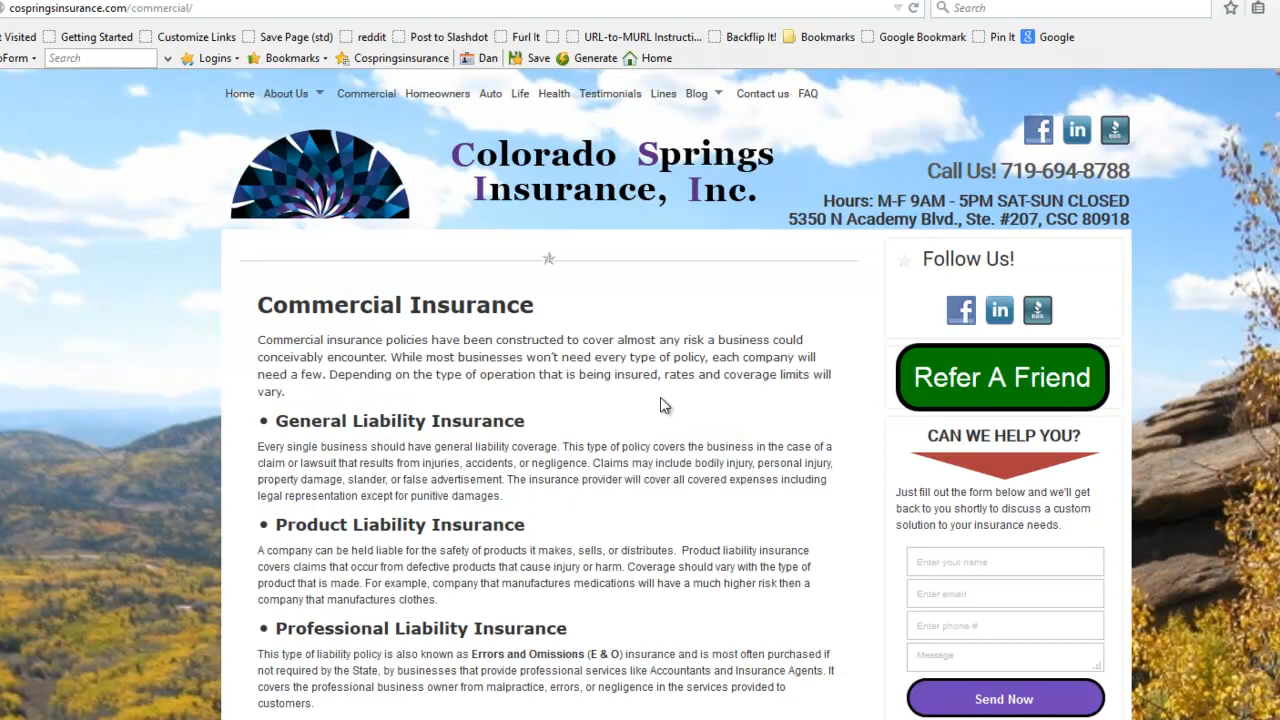 cospringsinsurance.com/commercial/
Search
t Visited Getting Started Customize Links Save Page (std) reddit Post to Slashdot Furl It URL-to-MURL Instructi... Backflip It! Bookmarks Google Bookmark Pin It Google
oForm Search Logins Bookmarks Cospringsinsurance Dan Save Generate Home
Home About Us Commercial Homeowners Auto Life Health Testimonials Lines Blog Contact us FAQ
Colorado Springs
Insurance, Inc.
f in BBB
Call Us! 719-694-8788
Hours: M-F 9AM - 5PM SAT-SUN CLOSED
5350 N Academy Blvd., Ste. #207, CSC 80918
Commercial Insurance
Commercial insurance policies have been constructed to cover almost any risk a business could
conceivably encounter. While most businesses won't need every type of policy, each company will
need a few. Depending on the type of operation that is being insured, rates and coverage limits will
vary.
• General Liability Insurance
Every single business should have general liability coverage. This type of policy covers the business in the case of a
claim or lawsuit that results from injuries, accidents, or negligence. Claims may include bodily injury, personal injury,
property damage, slander, or false advertisement. The insurance provider will cover all covered expenses including
legal representation except for punitive damages.
• Product Liability Insurance
A company can be held liable for the safety of products it makes, sells, or distributes. Product liability insurance
covers claims that occur from defective products that cause injury or harm. Coverage should vary with the type of
product that is made. For example, company that manufactures medications will have a much higher risk then a
company that manufactures clothes.
• Professional Liability Insurance
This type of liability policy is also known as Errors and Omissions (E & O) insurance and is most often purchased if
not required by the State, by businesses that provide professional services like Accountants and Insurance Agents. It
covers the professional business owner from malpractice, errors, or negligence in the services provided to
customers.
Follow Us!
f in BBB
Refer A Friend
CAN WE HELP YOU?
Just fill out the form below and we'll get
back to you shortly to discuss a custom
solution to your insurance needs.
Enter your name
Enter email
Enter phone #
Message
Send Now